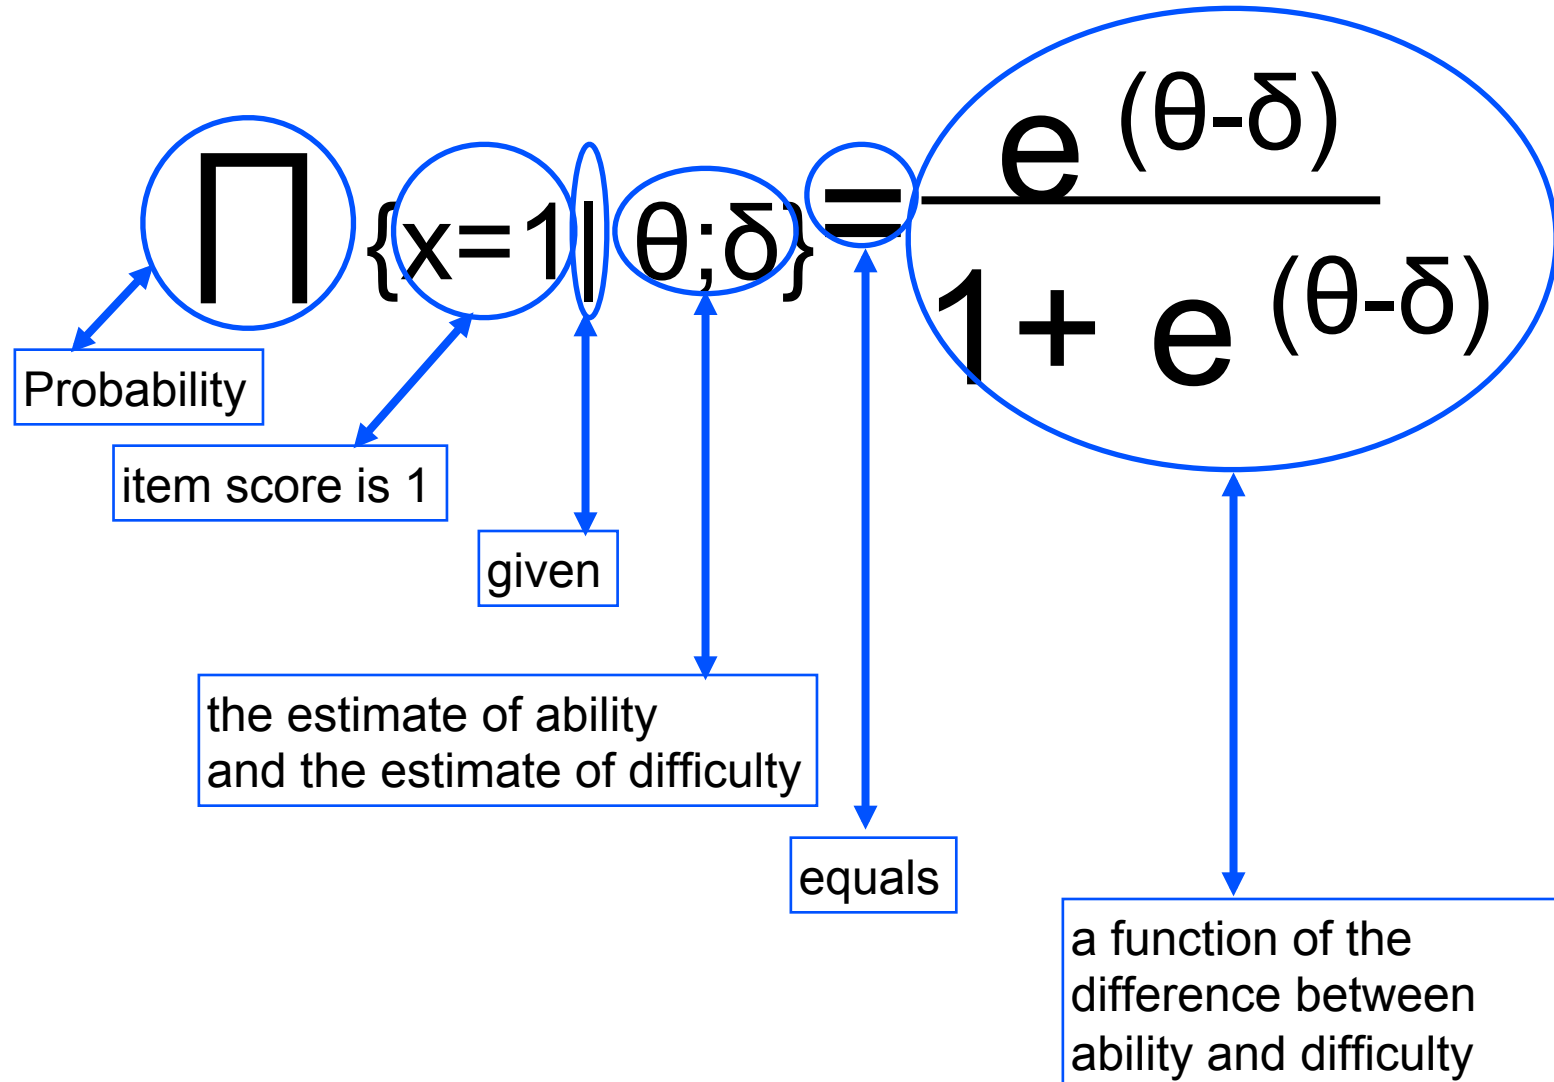 ∏ {x=1| θ;δ} = e (θ-δ)
1+ e (θ-δ)
Probability
item score is 1
given
the estimate of ability
and the estimate of difficulty
equals
a function of the
difference between
ability and difficulty